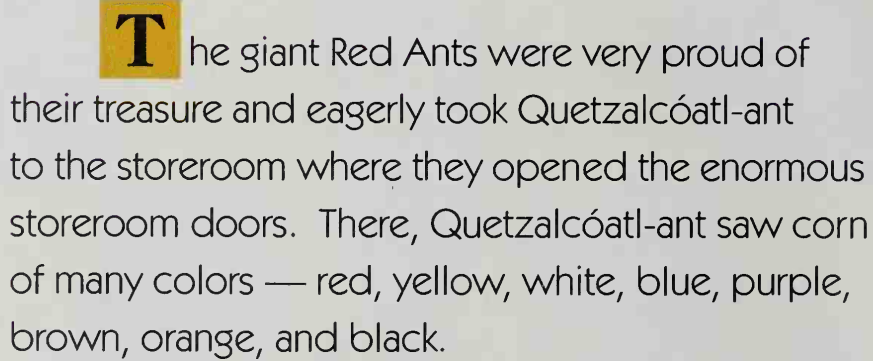 The giant Red Ants were very proud of
their treasure and eagerly took Quetzalcóatl-ant
to the storeroom where they opened the enormous
storeroom doors. There, Quetzalcóatl-ant saw corn
of many colors — red, yellow, white, blue, purple,
brown, orange, and black.